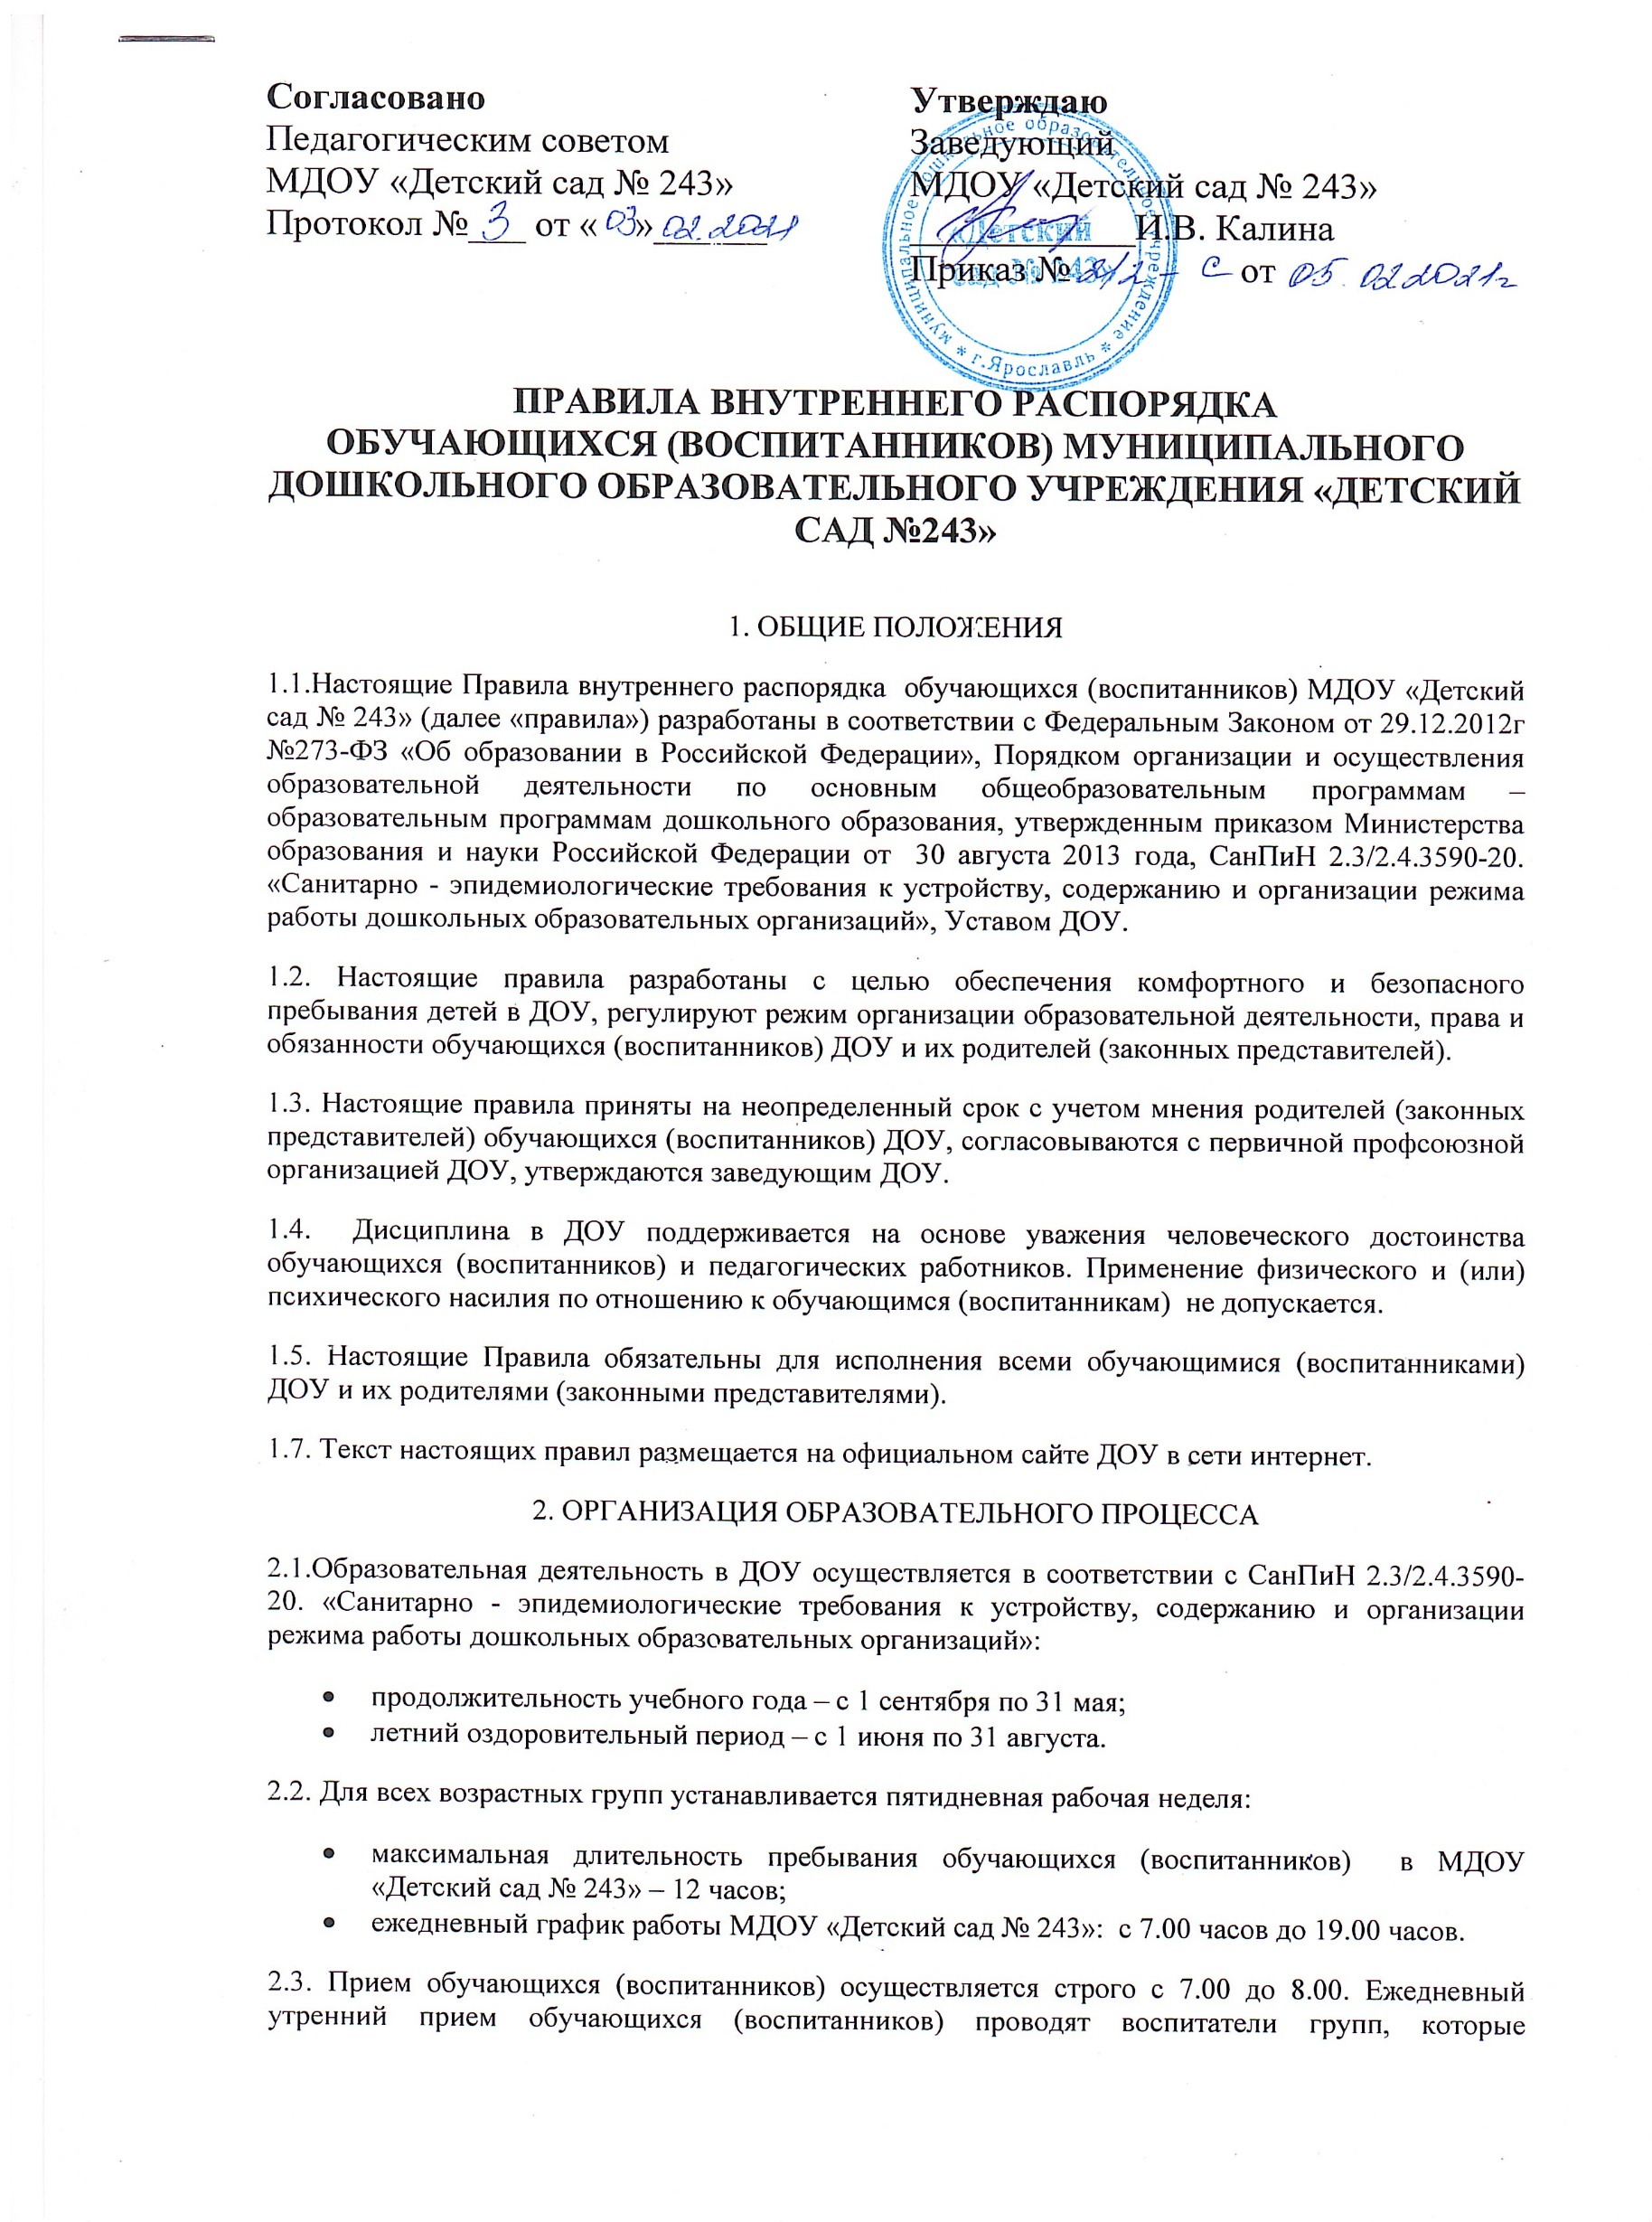 Согласовано
Педагогическим советом
МДОУ «Детский сад № 243»
Протокол № 3 от «03» 02.2021
Утверждаю
Заведующий
МДОУ «Детский сад № 243»
И.В. Калина
Приказ № от 05.02.2021г
муниципальное дошкольное образовательное учреждение * г.Ярославль *
«Детский
сад № 243»
ПРАВИЛА ВНУТРЕННЕГО РАСПОРЯДКА
ОБУЧАЮЩИХСЯ (ВОСПИТАННИКОВ) МУНИЦИПАЛЬНОГО
ДОШКОЛЬНОГО ОБРАЗОВАТЕЛЬНОГО УЧРЕЖДЕНИЯ «ДЕТСКИЙ
САД №243»
1. ОБЩИЕ ПОЛОЖЕНИЯ
1.1.Настоящие Правила внутреннего распорядка обучающихся (воспитанников) МДОУ «Детский
сад № 243» (далее «правила») разработаны в соответствии с Федеральным Законом от 29.12.2012г
№273-ФЗ «Об образовании в Российской Федерации», Порядком организации и осуществления
образовательной деятельности по основным общеобразовательным программам –
образовательным программам дошкольного образования, утвержденным приказом Министерства
образования и науки Российской Федерации от 30 августа 2013 года, СанПиН 2.3/2.4.3590-20.
«Санитарно - эпидемиологические требования к устройству, содержанию и организации режима
работы дошкольных образовательных организаций», Уставом ДОУ.
1.2. Настоящие правила разработаны с целью обеспечения комфортного и безопасного
пребывания детей в ДОУ, регулируют режим организации образовательной деятельности, права и
обязанности обучающихся (воспитанников) ДОУ и их родителей (законных представителей).
1.3. Настоящие правила приняты на неопределенный срок с учетом мнения родителей (законных
представителей) обучающихся (воспитанников) ДОУ, согласовываются с первичной профсоюзной
организацией ДОУ, утверждаются заведующим ДОУ.
1.4. Дисциплина в ДОУ поддерживается на основе уважения человеческого достоинства
обучающихся (воспитанников) и педагогических работников. Применение физического и (или)
психического насилия по отношению к обучающимся (воспитанникам) не допускается.
1.5. Настоящие Правила обязательны для исполнения всеми обучающимися (воспитанниками)
ДОУ и их родителями (законными представителями).
1.7. Текст настоящих правил размещается на официальном сайте ДОУ в сети интернет.
2. ОРГАНИЗАЦИЯ ОБРАЗОВАТЕЛЬНОГО ПРОЦЕССА
2.1.Образовательная деятельность в ДОУ осуществляется в соответствии с СанПиН 2.3/2.4.3590-
20. «Санитарно - эпидемиологические требования к устройству, содержанию и организации
режима работы дошкольных образовательных организаций»:
• продолжительность учебного года – с 1 сентября по 31 мая;
• летний оздоровительный период – с 1 июня по 31 августа.
2.2. Для всех возрастных групп устанавливается пятидневная рабочая неделя:
• максимальная длительность пребывания обучающихся (воспитанников) в МДОУ
«Детский сад № 243» – 12 часов;
• ежедневный график работы МДОУ «Детский сад № 243»: с 7.00 часов до 19.00 часов.
2.3. Прием обучающихся (воспитанников) осуществляется строго с 7.00 до 8.00. Ежедневный
утренний прием обучающихся (воспитанников) проводят воспитатели групп, которые